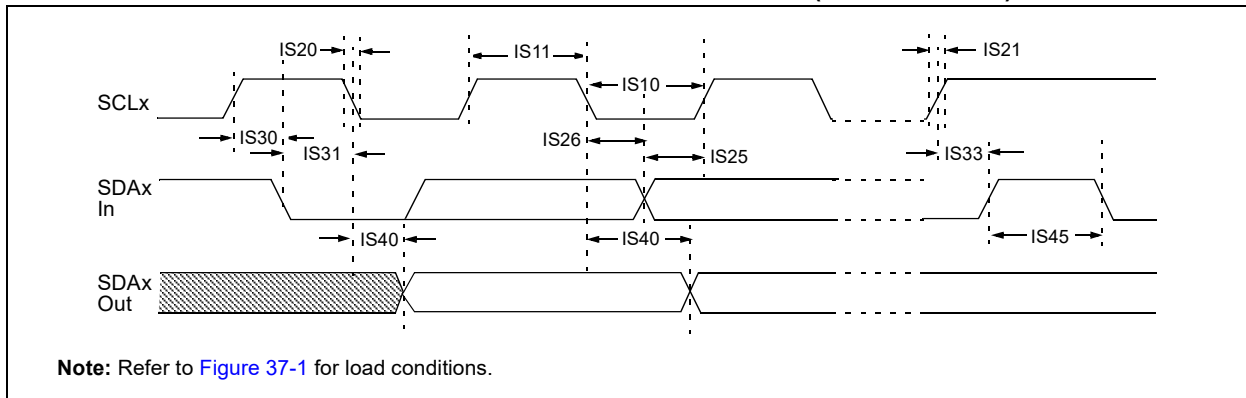 IS20
IS11
IS21
IS10
SCLx
IS30
IS26
IS31
IS25
IS33
SDAx
In
IS40
IS40
IS45
SDAx
Out
Note: Refer to Figure 37-1 for load conditions.